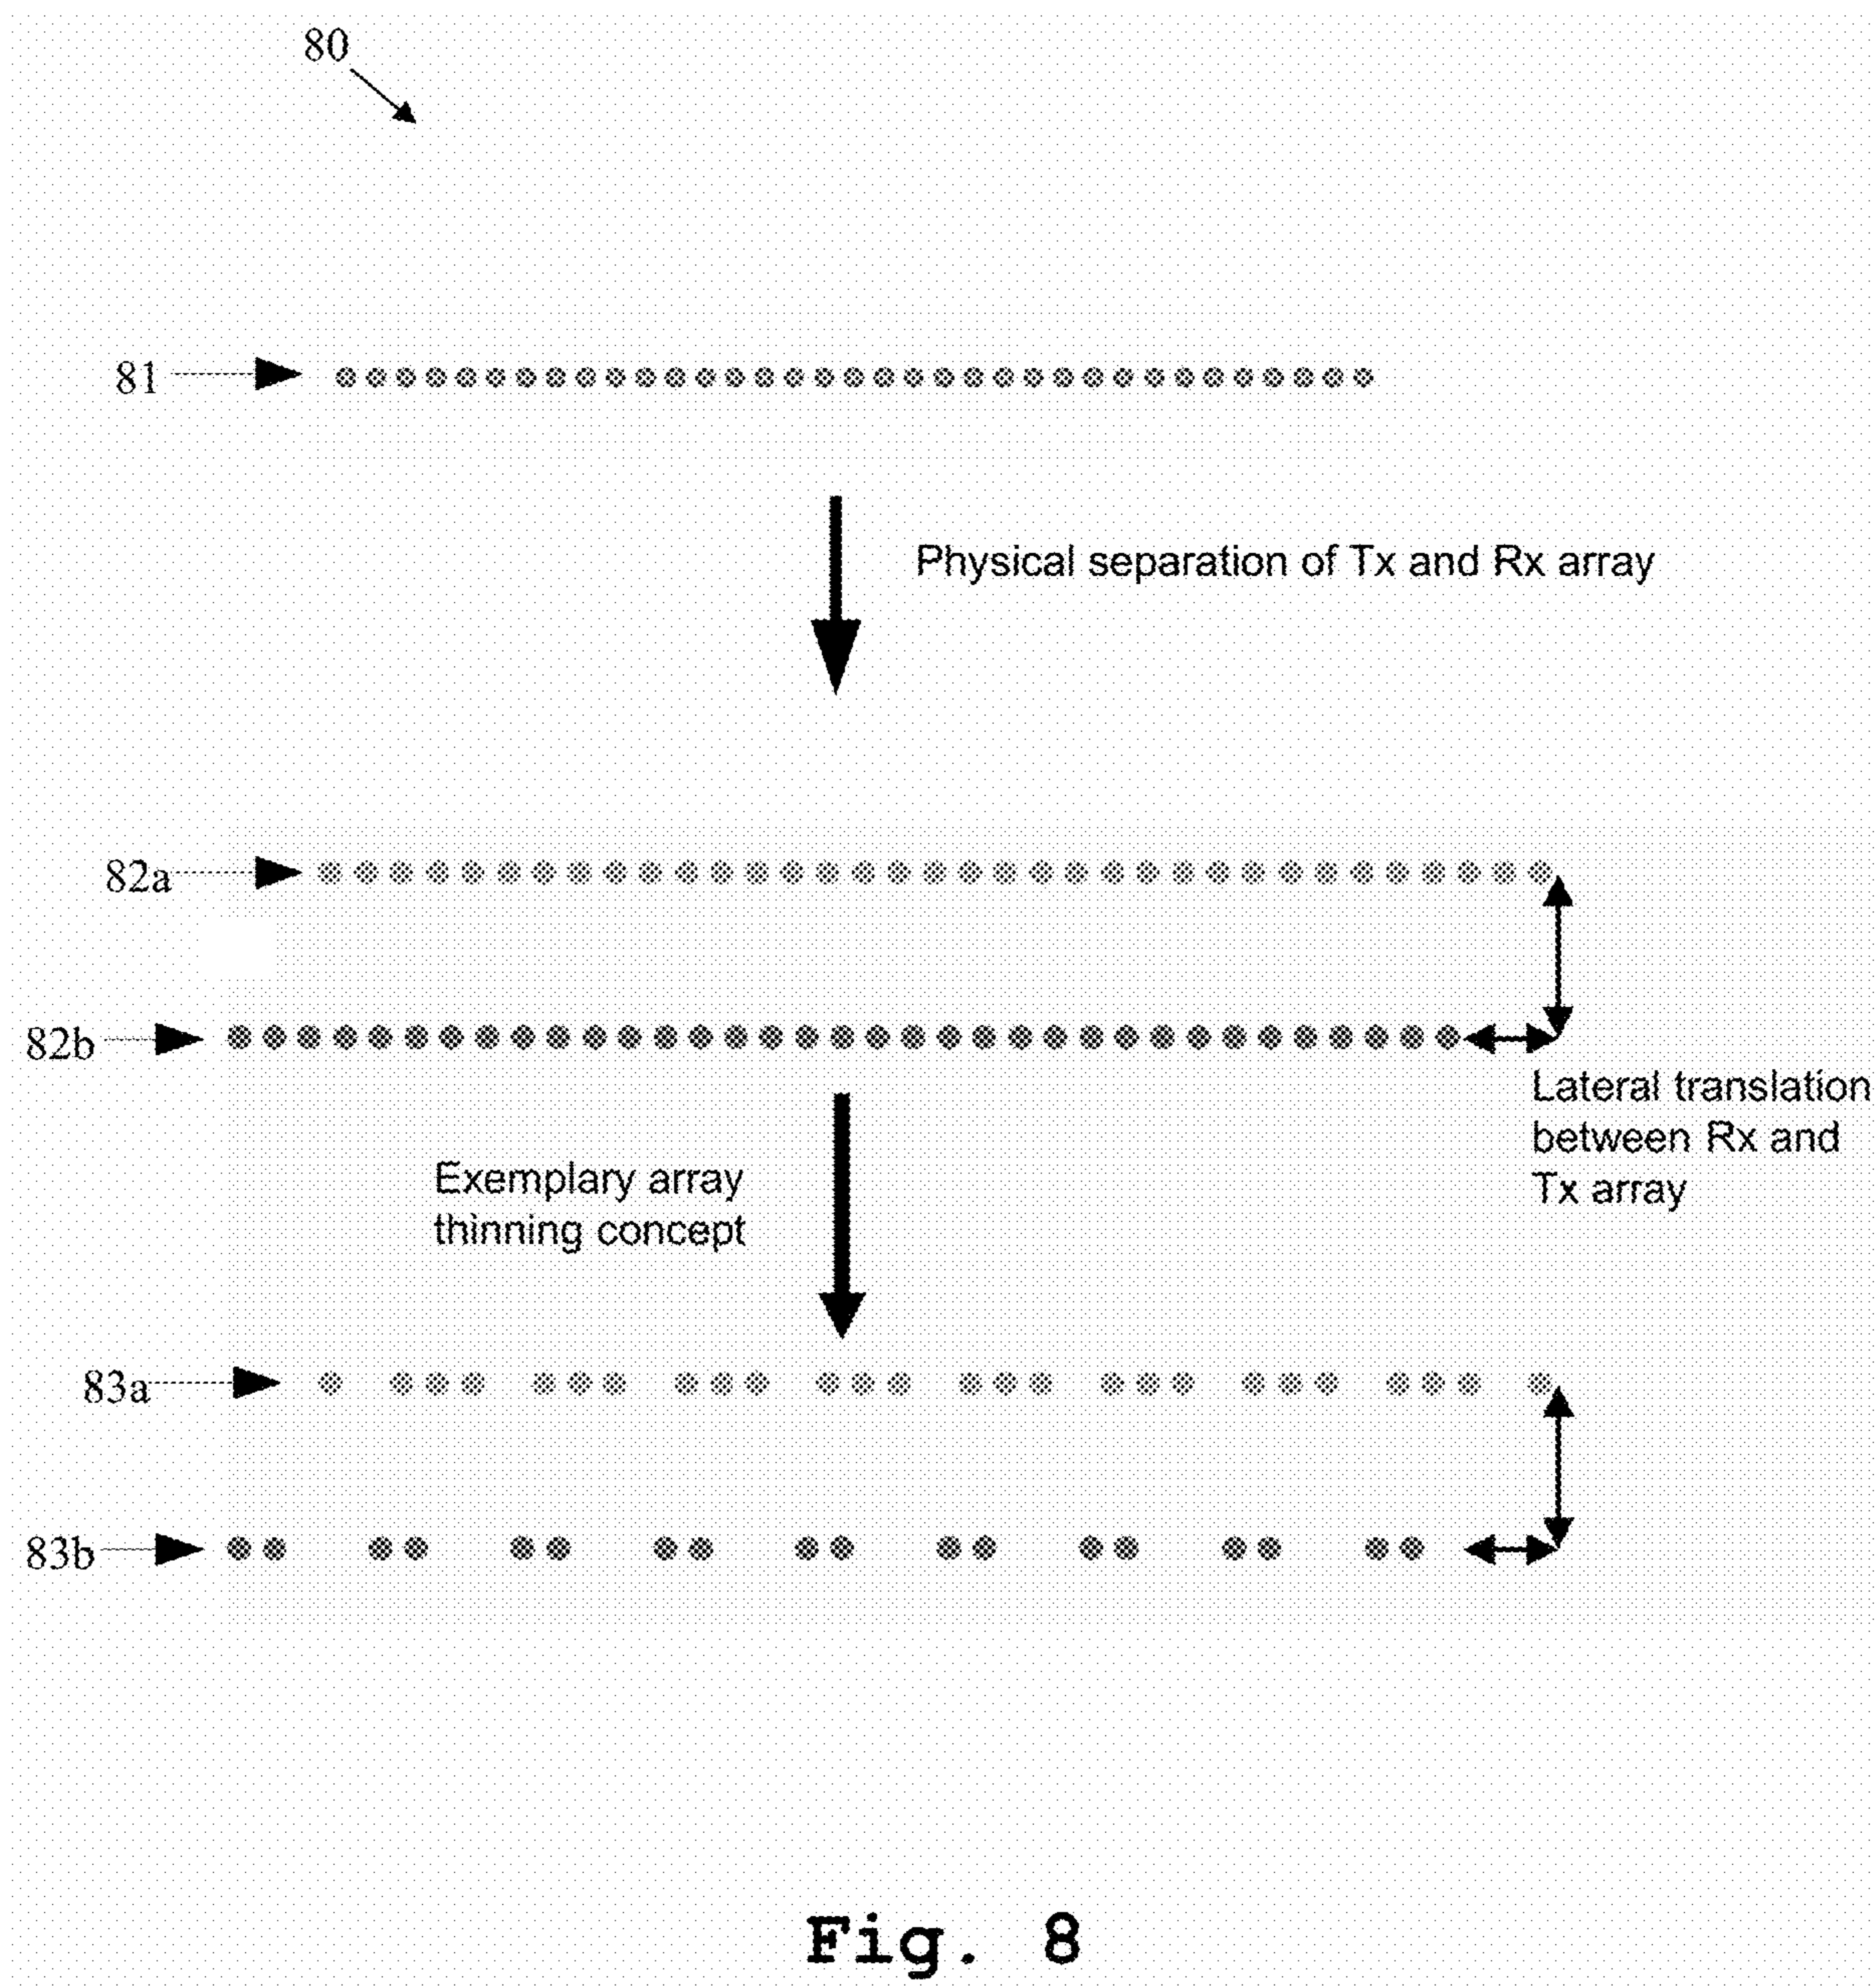 80
81
Physical separation of Tx and Rx array
82a
82b
Lateral translation
between Rx and
Tx array
Exemplary array
thinning concept
83a
83b
Fig. 8